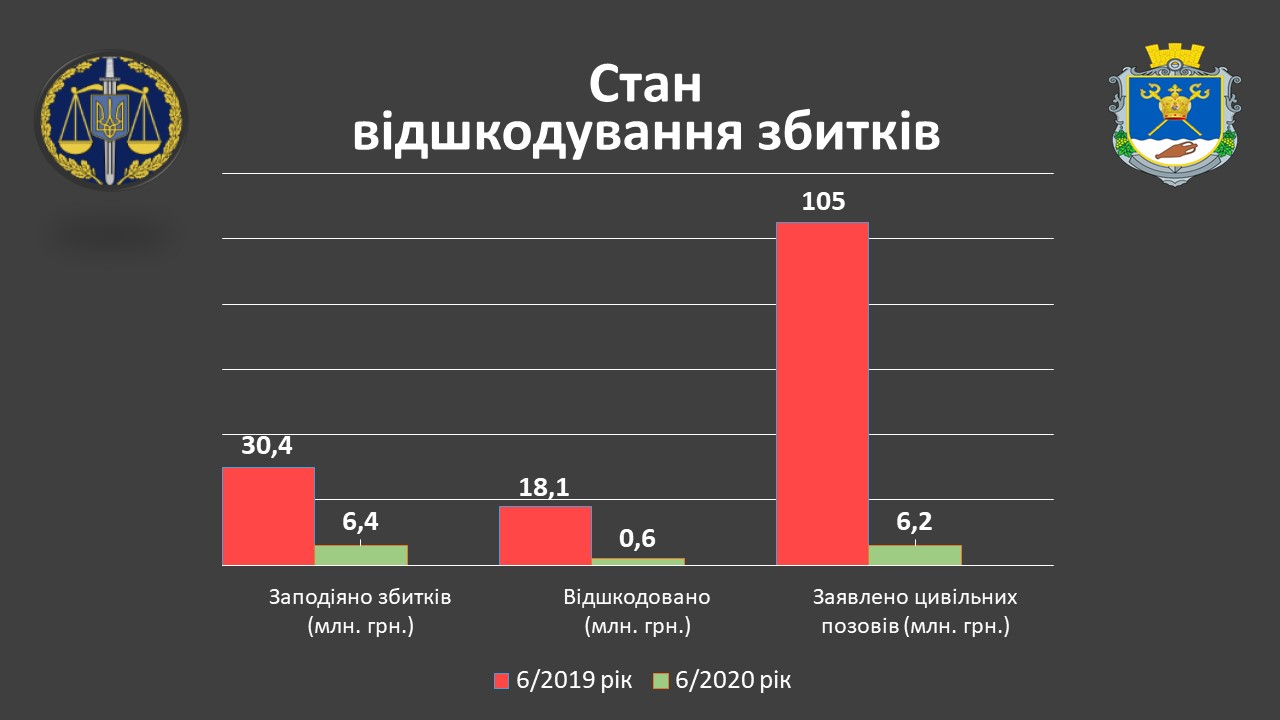 Стан
відшкодування збитків
105
30,4
18,1
6,4
0,6
6,2
Заподіяно збитків
(млн. грн.)
Відшкодовано
(млн. грн.)
Заявлено цивільних
позовів (млн. грн.)
6/2019 рік
6/2020 рік